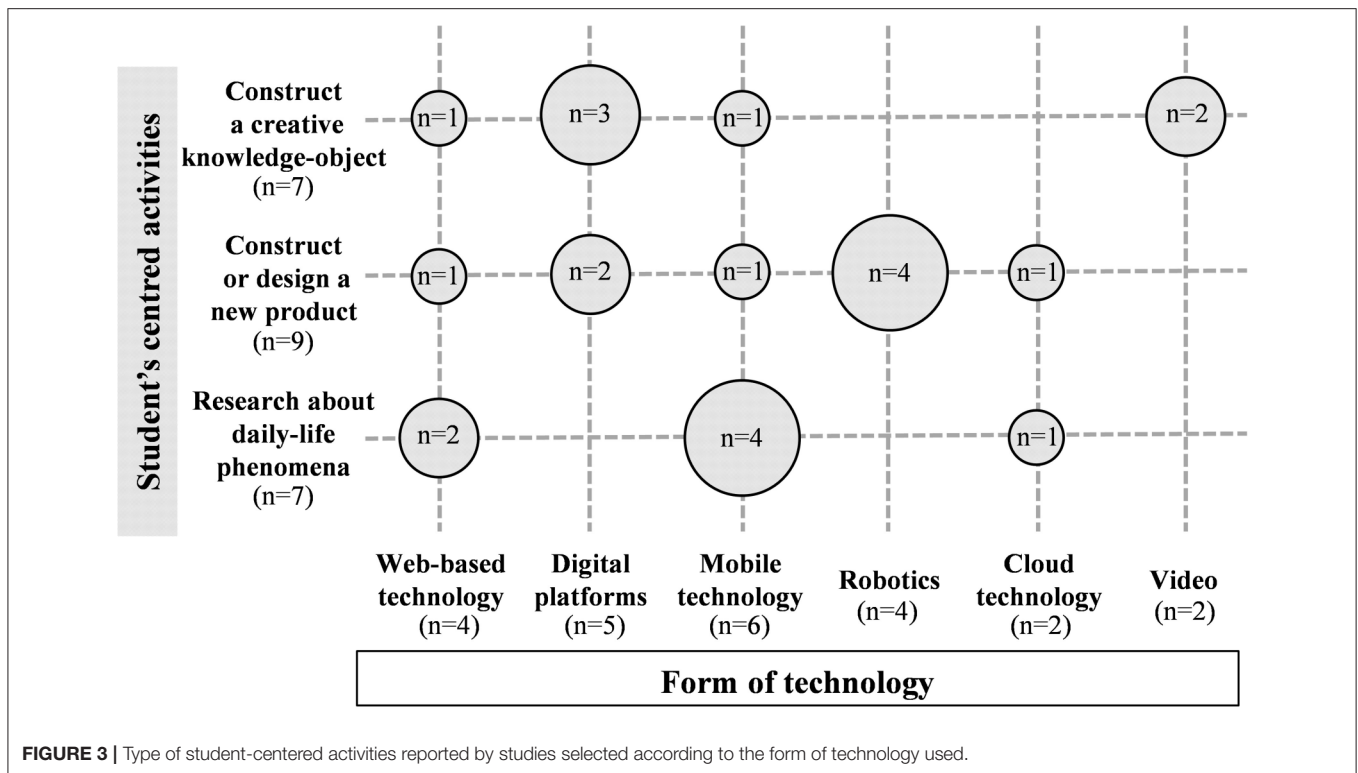 Student's centred activities
Construct
a creative
knowledge-object
(n=7)
n=1
n=3
n=1
n=2
Construct
or design a
new product
(n=9)
n=1
n=2
n=1
n=4
n=1
Research about
daily-life
phenomena
(n=7)
n=2
n=4
n=1
Web-based
technology
(n=4)
Digital
platforms
(n=5)
Mobile
technology
(n=6)
Robotics
(n=4)
Cloud
technology
(n=2)
Video
(n=2)
Form of technology
FIGURE 3 | Type of student-centered activities reported by studies selected according to the form of technology used.